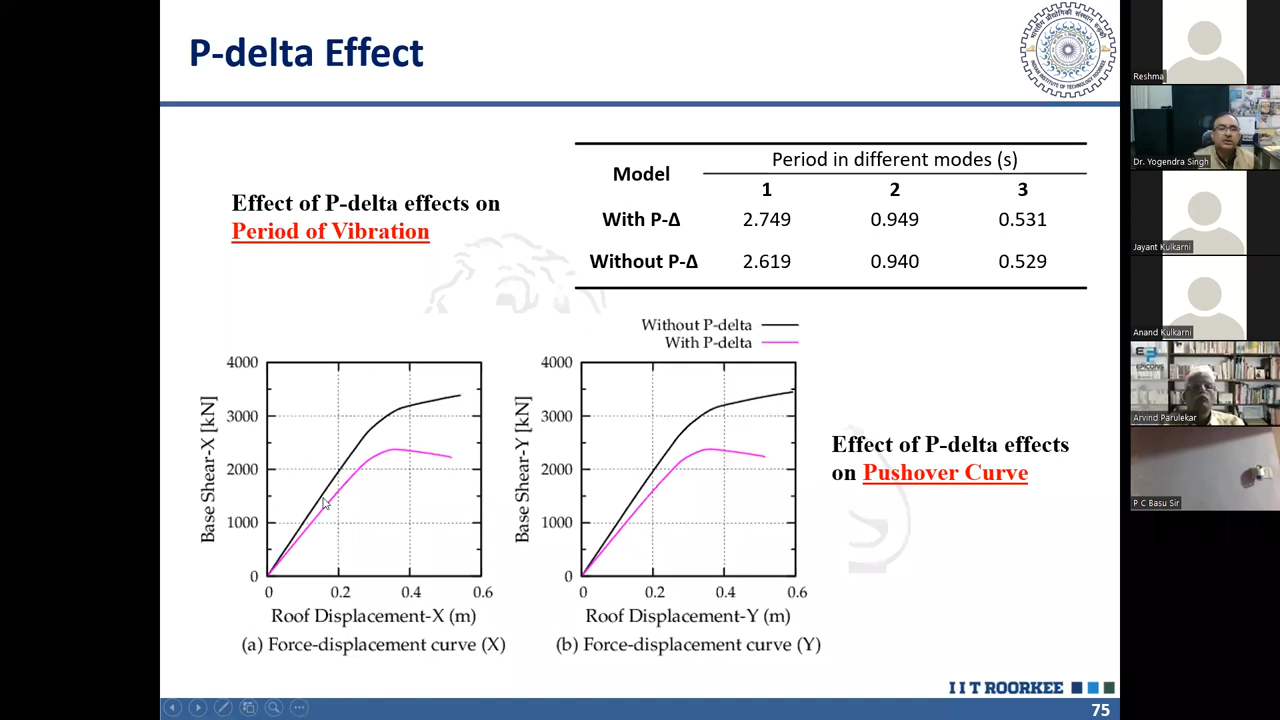 P-delta Effect
Effect of P-delta effects on
Period of Vibration
Model
Period in different modes (s)
1 2 3
With P-Δ 2.749 0.949 0.531
Without P-Δ 2.619 0.940 0.529
Without P-delta
With P-delta
4000
3000
2000
1000
0
Base Shear-X [kN]
0 0.2 0.4 0.6
Roof Displacement-X (m)
(a) Force-displacement curve (X)
4000
3000
2000
1000
0
Base Shear-Y [kN]
0 0.2 0.4 0.6
Roof Displacement-Y (m)
(b) Force-displacement curve (Y)
Effect of P-delta effects
on Pushover Curve
I I T ROORKEE
75
Reshma
Dr. Yogendra Singh
Jayant Kulkarni
Anand Kulkarni
Arvind Parulekar
P C Basu Sir